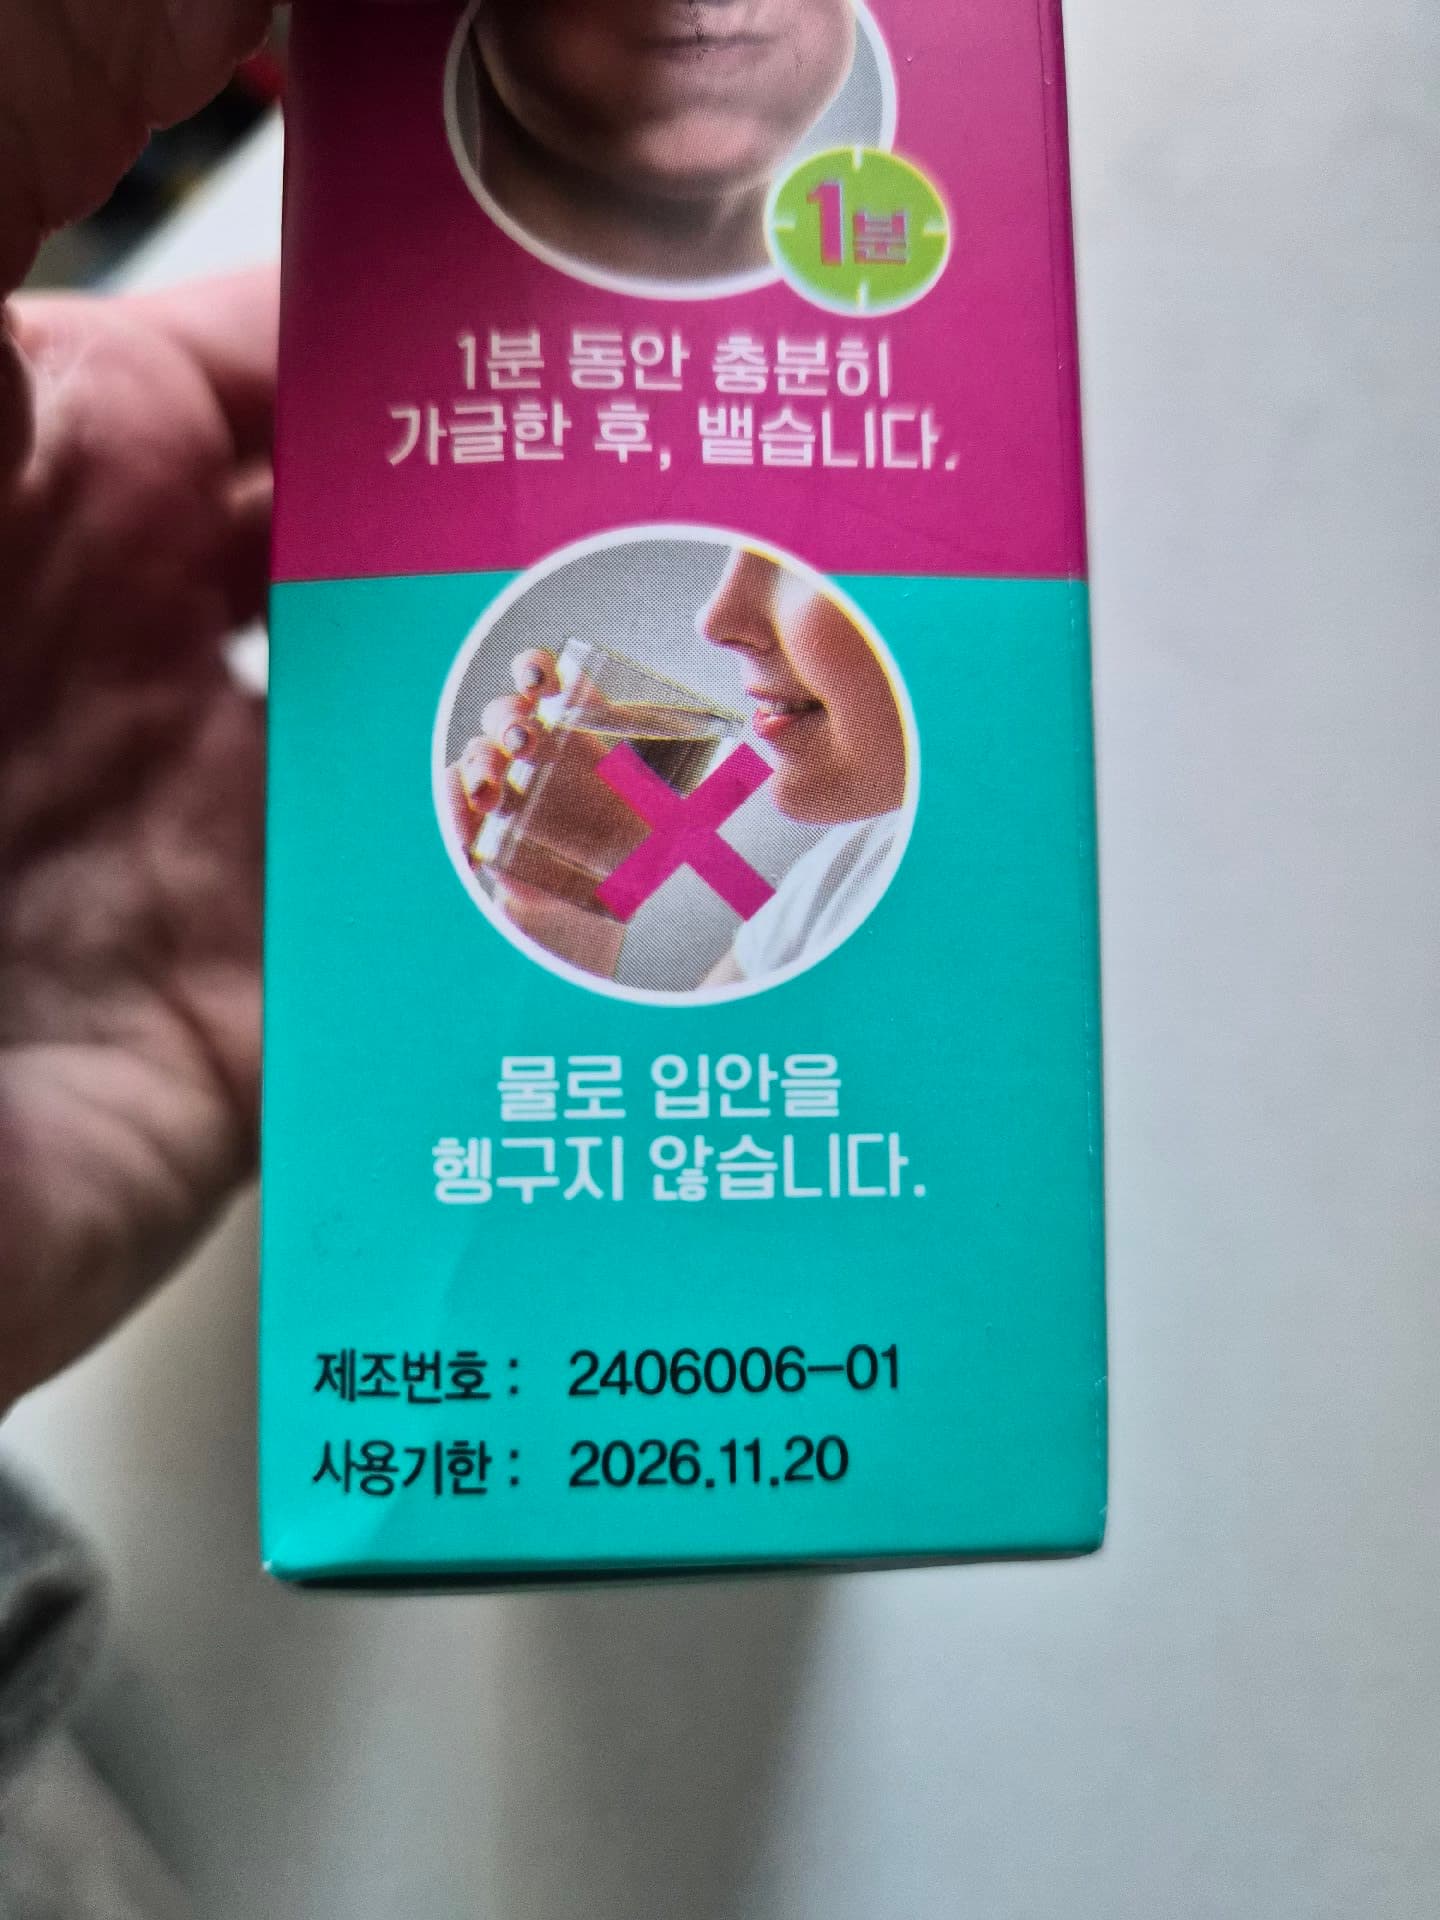 1분
1분 동안 충분히
가글한 후, 뱉습니다.
물로 입안을
헹구지 않습니다.
제조번호 : 2406006-01
사용기한 : 2026.11.20